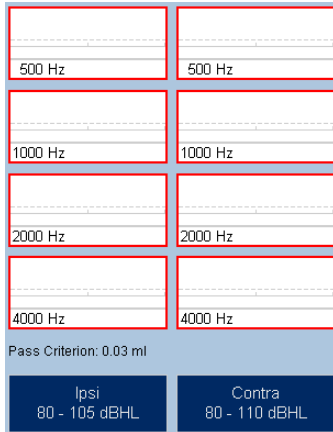 500 Hz 500 Hz
1000 Hz 1000 Hz
2000 Hz 2000 Hz
4000 Hz 4000 Hz
Pass Criterion: 0.03 ml
Ipsi Contra
80 - 105 dBHL 80 - 110 dBHL